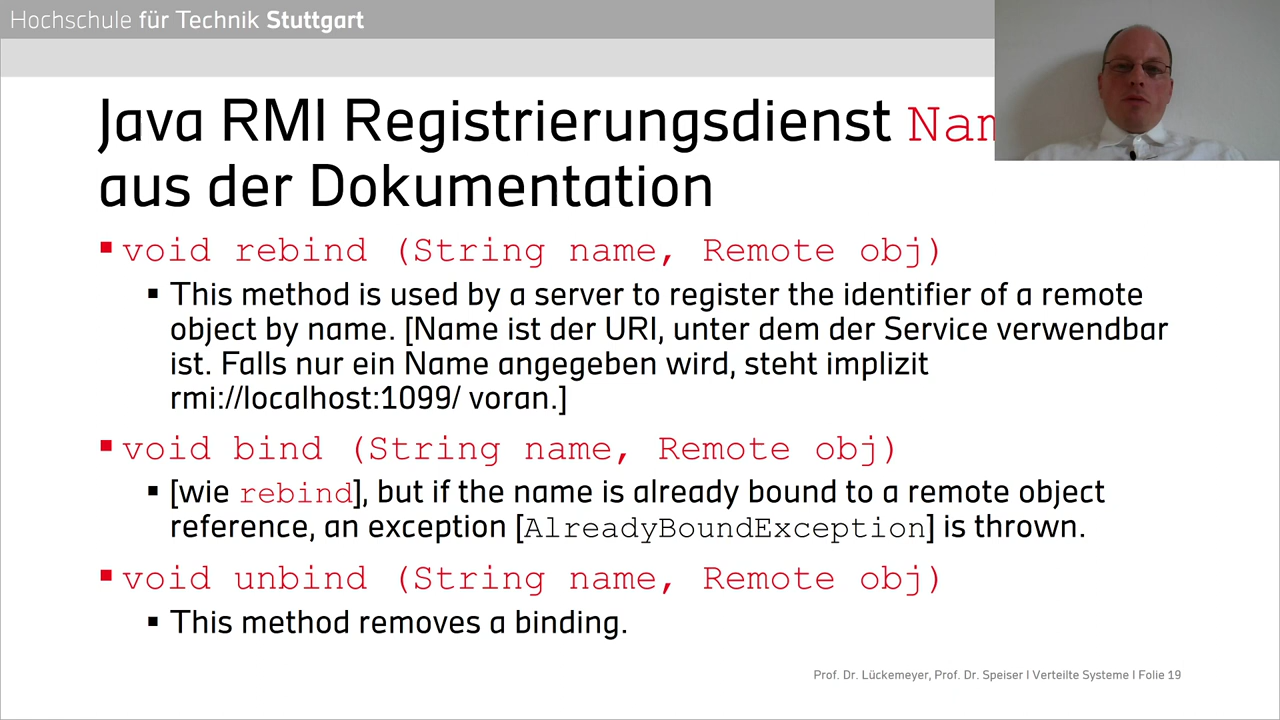 Hochschule für Technik Stuttgart
Java RMI Registrierungsdienst
aus der Dokumentation
void rebind (String name, Remote obj)
This method is used by a server to register the identifier of a remote
object by name. [Name ist der URI, unter dem der Service verwendbar
ist. Falls nur ein Name angegeben wird, steht implizit
rmi://localhost:1099/ voran.]
void bind (String name, Remote obj)
[wie rebind], but if the name is already bound to a remote object
reference, an exception [AlreadyBoundException] is thrown.
void unbind (String name, Remote obj)
This method removes a binding.
Prof. Dr. Lückemeyer, Prof. Dr. Speiser I Verteilte Systeme I Folie 19